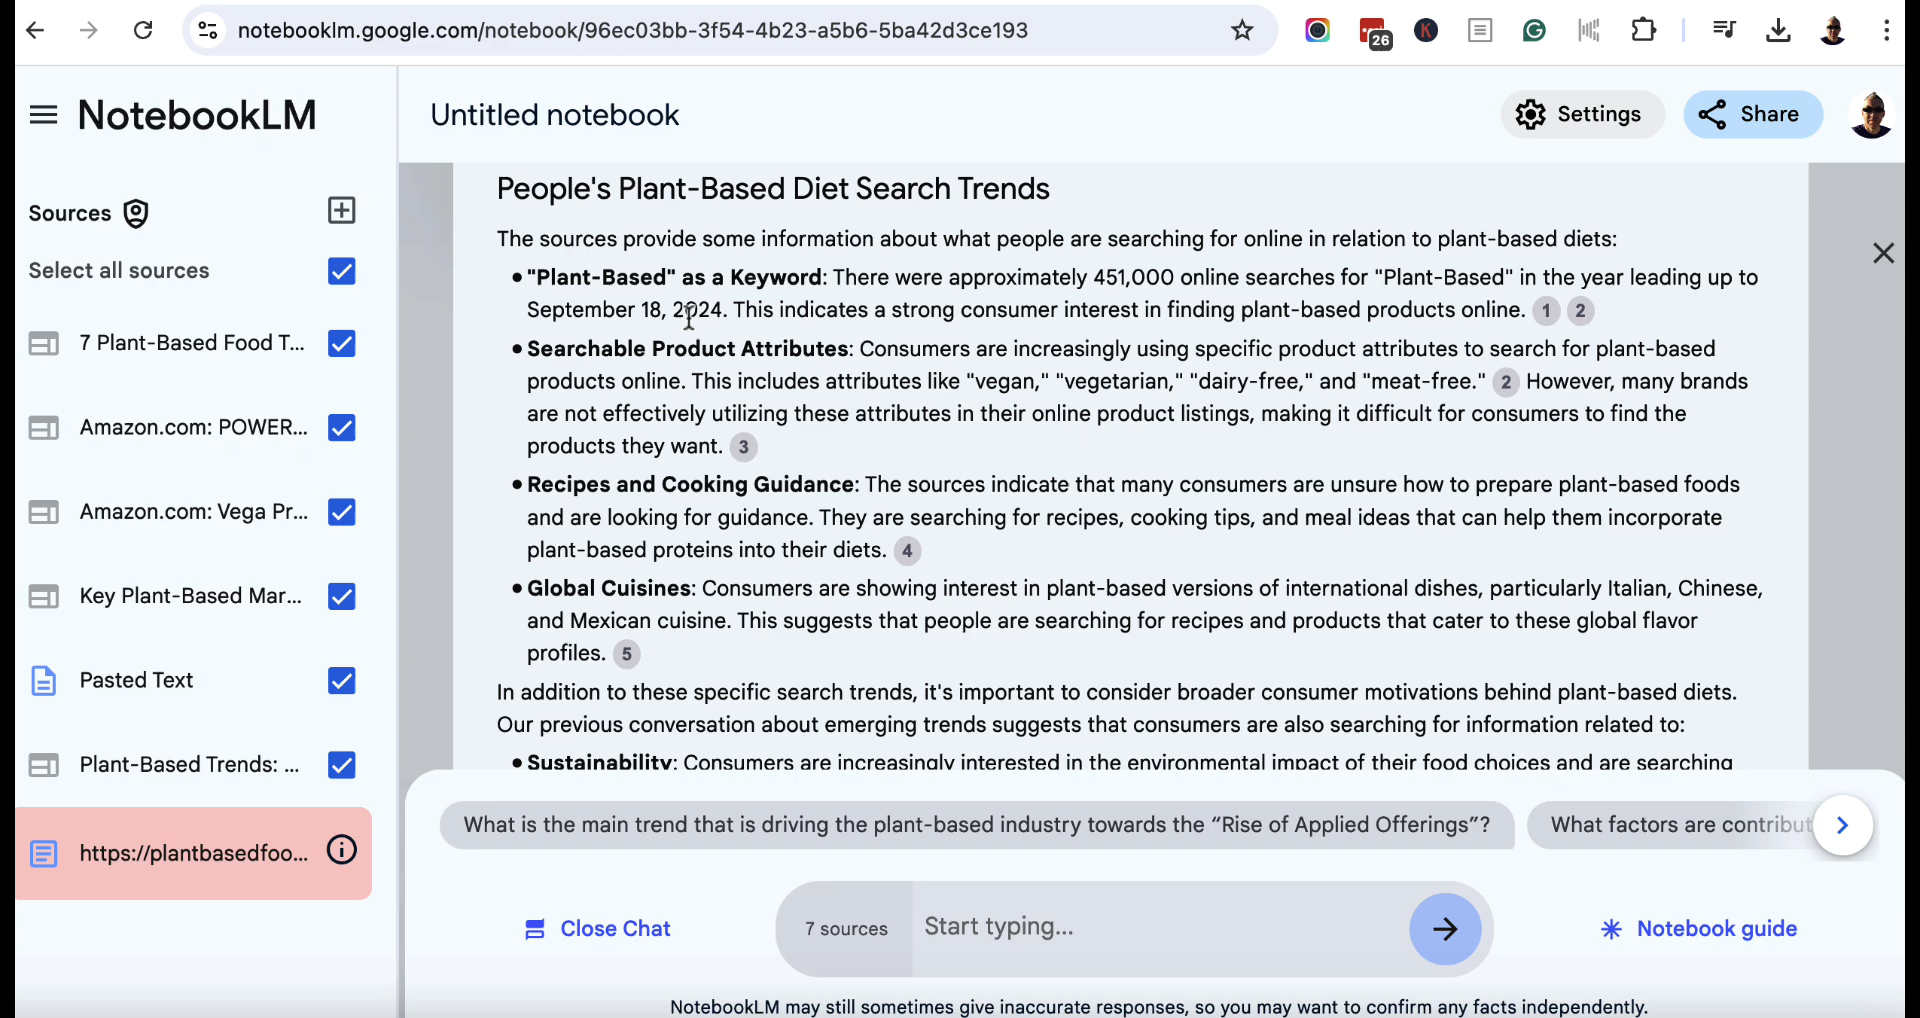 notebooklm.google.com/notebook/96ec03bb-3f54-4b23-a5b6-5ba42d3ce193
26
K
NotebookLM
Untitled notebook
Settings
Share
Sources
Select all sources
7 Plant-Based Food T...
Amazon.com: POWER...
Amazon.com: Vega Pr...
Key Plant-Based Mar...
Pasted Text
Plant-Based Trends: ...
https://plantbasedfoo...
People's Plant-Based Diet Search Trends
The sources provide some information about what people are searching for online in relation to plant-based diets:
• "Plant-Based" as a Keyword: There were approximately 451,000 online searches for "Plant-Based" in the year leading up to
September 18, 2024. This indicates a strong consumer interest in finding plant-based products online. 1 2
• Searchable Product Attributes: Consumers are increasingly using specific product attributes to search for plant-based
products online. This includes attributes like "vegan," "vegetarian," "dairy-free," and "meat-free." 2 However, many brands
are not effectively utilizing these attributes in their online product listings, making it difficult for consumers to find the
products they want. 3
• Recipes and Cooking Guidance: The sources indicate that many consumers are unsure how to prepare plant-based foods
and are looking for guidance. They are searching for recipes, cooking tips, and meal ideas that can help them incorporate
plant-based proteins into their diets. 4
• Global Cuisines: Consumers are showing interest in plant-based versions of international dishes, particularly Italian, Chinese,
and Mexican cuisine. This suggests that people are searching for recipes and products that cater to these global flavor
profiles. 5
In addition to these specific search trends, it's important to consider broader consumer motivations behind plant-based diets.
Our previous conversation about emerging trends suggests that consumers are also searching for information related to:
• Sustainability: Consumers are increasingly interested in the environmental impact of their food choices and are searching
What is the main trend that is driving the plant-based industry towards the “Rise of Applied Offerings”?
What factors are contribut
Close Chat
7 sources
Start typing...
Notebook guide
NotebookLM may still sometimes give inaccurate responses, so you may want to confirm any facts independently.